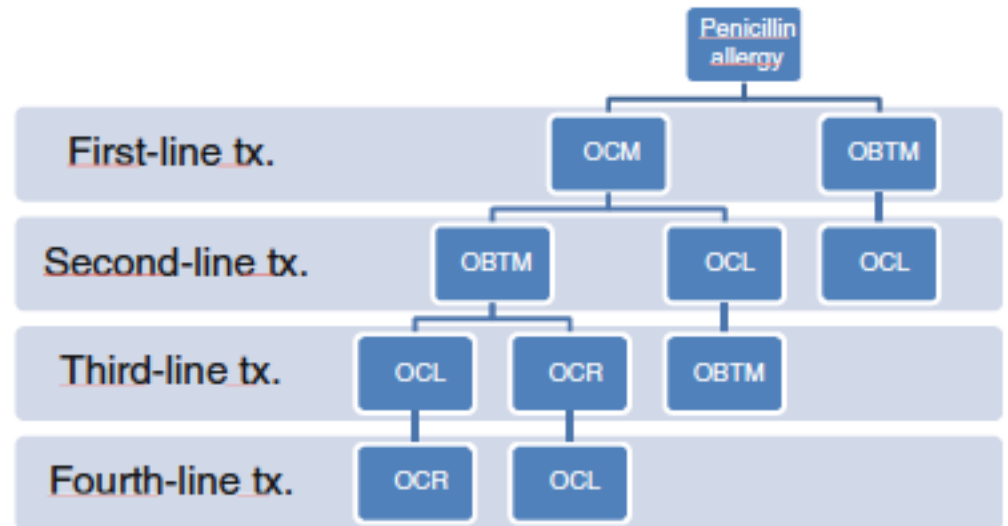 Penicillin
allergy
First-line tx.
OCM
OBTM
Second-line tx.
OBTM
OCL
OCL
Third-line tx.
OCL
OCR
OBTM
Fourth-line tx.
OCR
OCL